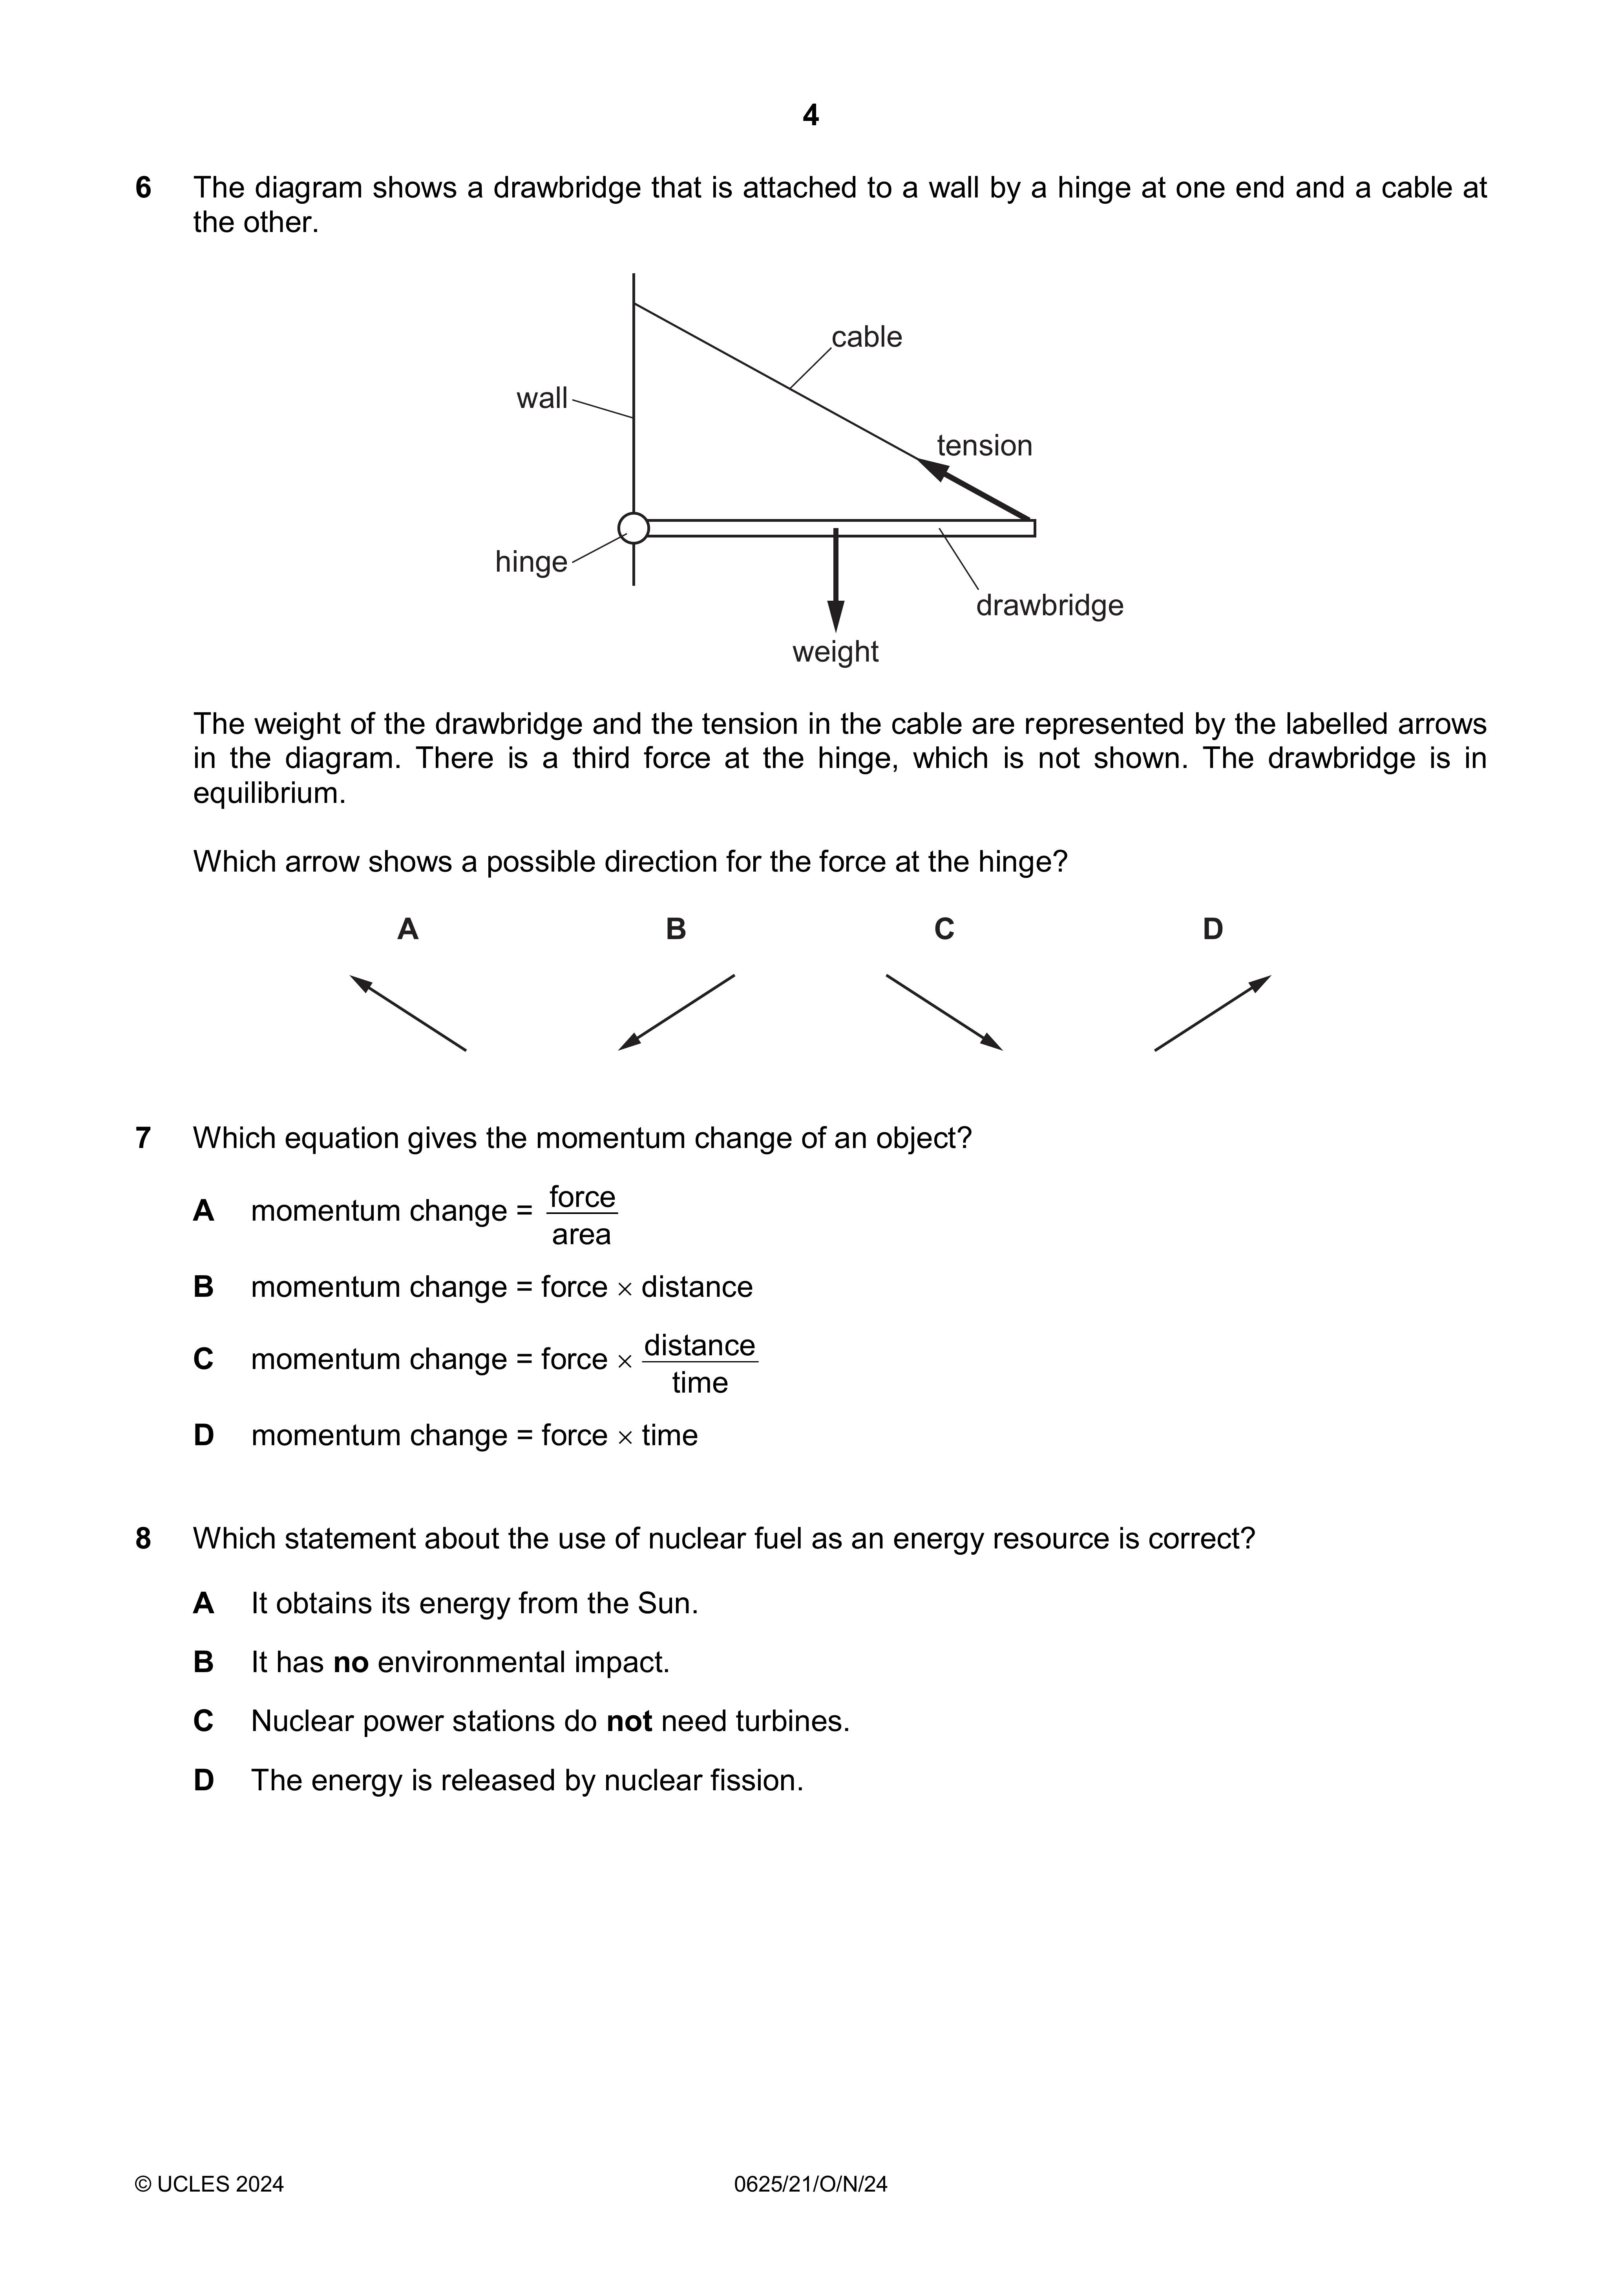 4
6 The diagram shows a drawbridge that is attached to a wall by a hinge at one end and a cable at
the other.
cable
wall
tension
hinge
drawbridge
weight
The weight of the drawbridge and the tension in the cable are represented by the labelled arrows
in the diagram. There is a third force at the hinge, which is not shown. The drawbridge is in
equilibrium.
Which arrow shows a possible direction for the force at the hinge?
A B C D
7 Which equation gives the momentum change of an object?
A momentum change = force / area
B momentum change = force × distance
C momentum change = force × distance / time
D momentum change = force × time
8 Which statement about the use of nuclear fuel as an energy resource is correct?
A It obtains its energy from the Sun.
B It has no environmental impact.
C Nuclear power stations do not need turbines.
D The energy is released by nuclear fission.
© UCLES 2024 0625/21/O/N/24